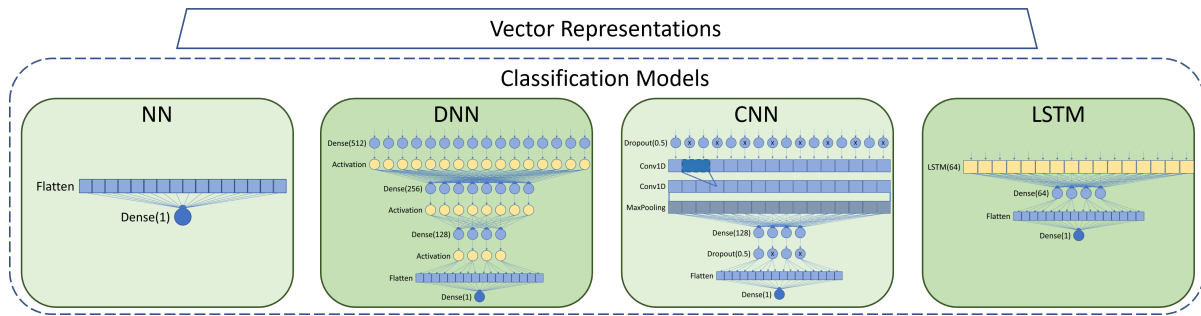 Vector Representations
Classification Models
NN
Flatten
Dense(1)
DNN
Dense(512)
Activation
Dense(256)
Activation
Dense(128)
Activation
Flatten
Dense(1)
CNN
Dropout(0.5)
x x x x x x x x
Conv1D
Conv1D
MaxPooling
Dense(128)
Dropout(0.5)
x x
Flatten
Dense(1)
LSTM
LSTM(64)
Dense(64)
Flatten
Dense(1)